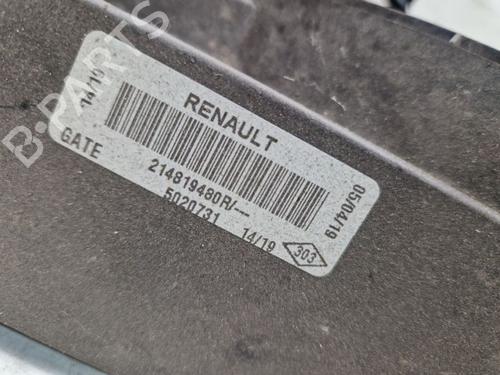 B-PARTS
14/19
RENAULT
GATE
214819480R/---
5020731
14/19
303
05/04/19